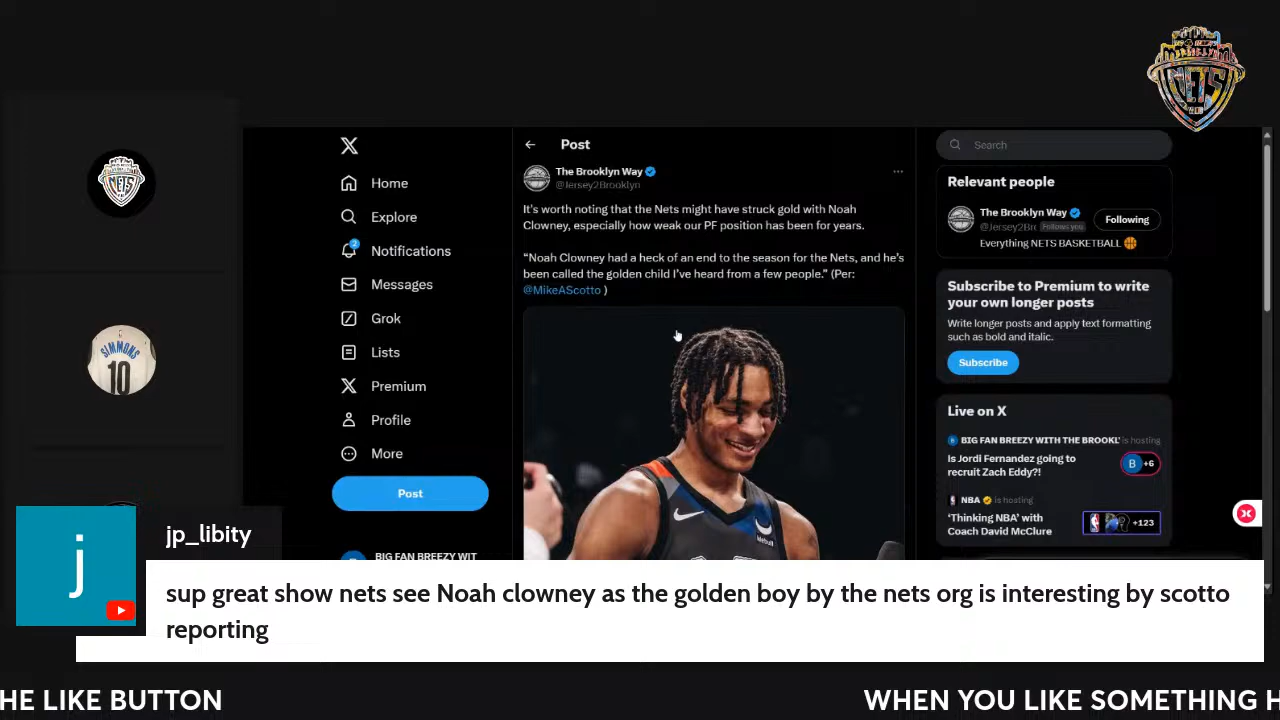 NETS
Post
The Brooklyn Way
@Jersey2Brooklyn
It's worth noting that the Nets might have struck gold with Noah
Clowney, especially how weak our PF position has been for years.
“Noah Clowney had a heck of an end to the season for the Nets, and he's
been called the golden child I've heard from a few people.” (Per:
@MikeAScotto )
Home
Explore
2
Notifications
Messages
Grok
Lists
Premium
Profile
More
Post
BIG FAN BREEZY WIT
Search
Relevant people
The Brooklyn Way
@Jersey2Br Follows you
Following
Everything NETS BASKETBALL
Subscribe to Premium to write
your own longer posts
Write longer posts and apply text formatting
such as bold and italic.
Subscribe
Live on X
B BIG FAN BREEZY WITH THE BROOKL' is hosting
Is Jordi Fernandez going to
recruit Zach Eddy?!
B +6
NBA is hosting
‘Thinking NBA’ with
Coach David McClure
+123
NETS
SIMMONS
10
j
jp_libity
sup great show nets see Noah clowney as the golden boy by the nets org is interesting by scotto
reporting
HE LIKE BUTTON
WHEN YOU LIKE SOMETHING H